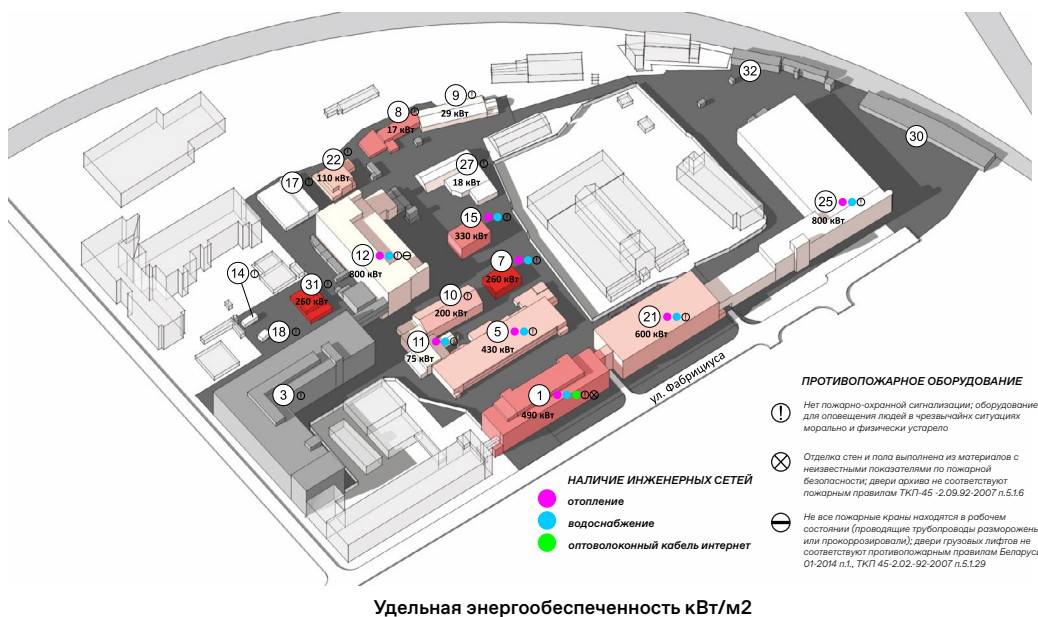 32
9
29 кВт
8
17 кВт
30
22
110 кВт
27
18 кВт
17
25
800 кВт
15
330 кВт
12
800 кВт
7
260 кВт
14
31
260 кВт
10
200 кВт
21
600 кВт
18
5
430 кВт
11
75 кВт
3
1
490 кВт
ул. Фабрициуса
НАЛИЧИЕ ИНЖЕНЕРНЫХ СЕТЕЙ
отопление
водоснабжение
оптоволоконный кабель интернет
ПРОТИВОПОЖАРНОЕ ОБОРУДОВАНИЕ
Нет пожарно-охранной сигнализации; оборудование
для оповещения людей в чрезвычайнх ситуациях
морально и физически устарело
Отделка стен и пола выполнена из материалов с
неизвестными показателями по пожарной
безопасности; двери архива не соответствуют
пожарным правилам ТКП-45 -2.09.92-2007 п.5.1.6
Не все пожарные краны находятся в рабочем
состоянии (проводящие трубопроводы разморожены
или прокоррозировали); двери грузовых лифтов не
соответствуют противопожарным правилам Беларуси
01-2014 п.1., ТКП 45-2.02.-92-2007 п.5.1.29
Удельная энергообеспеченность кВт/м2